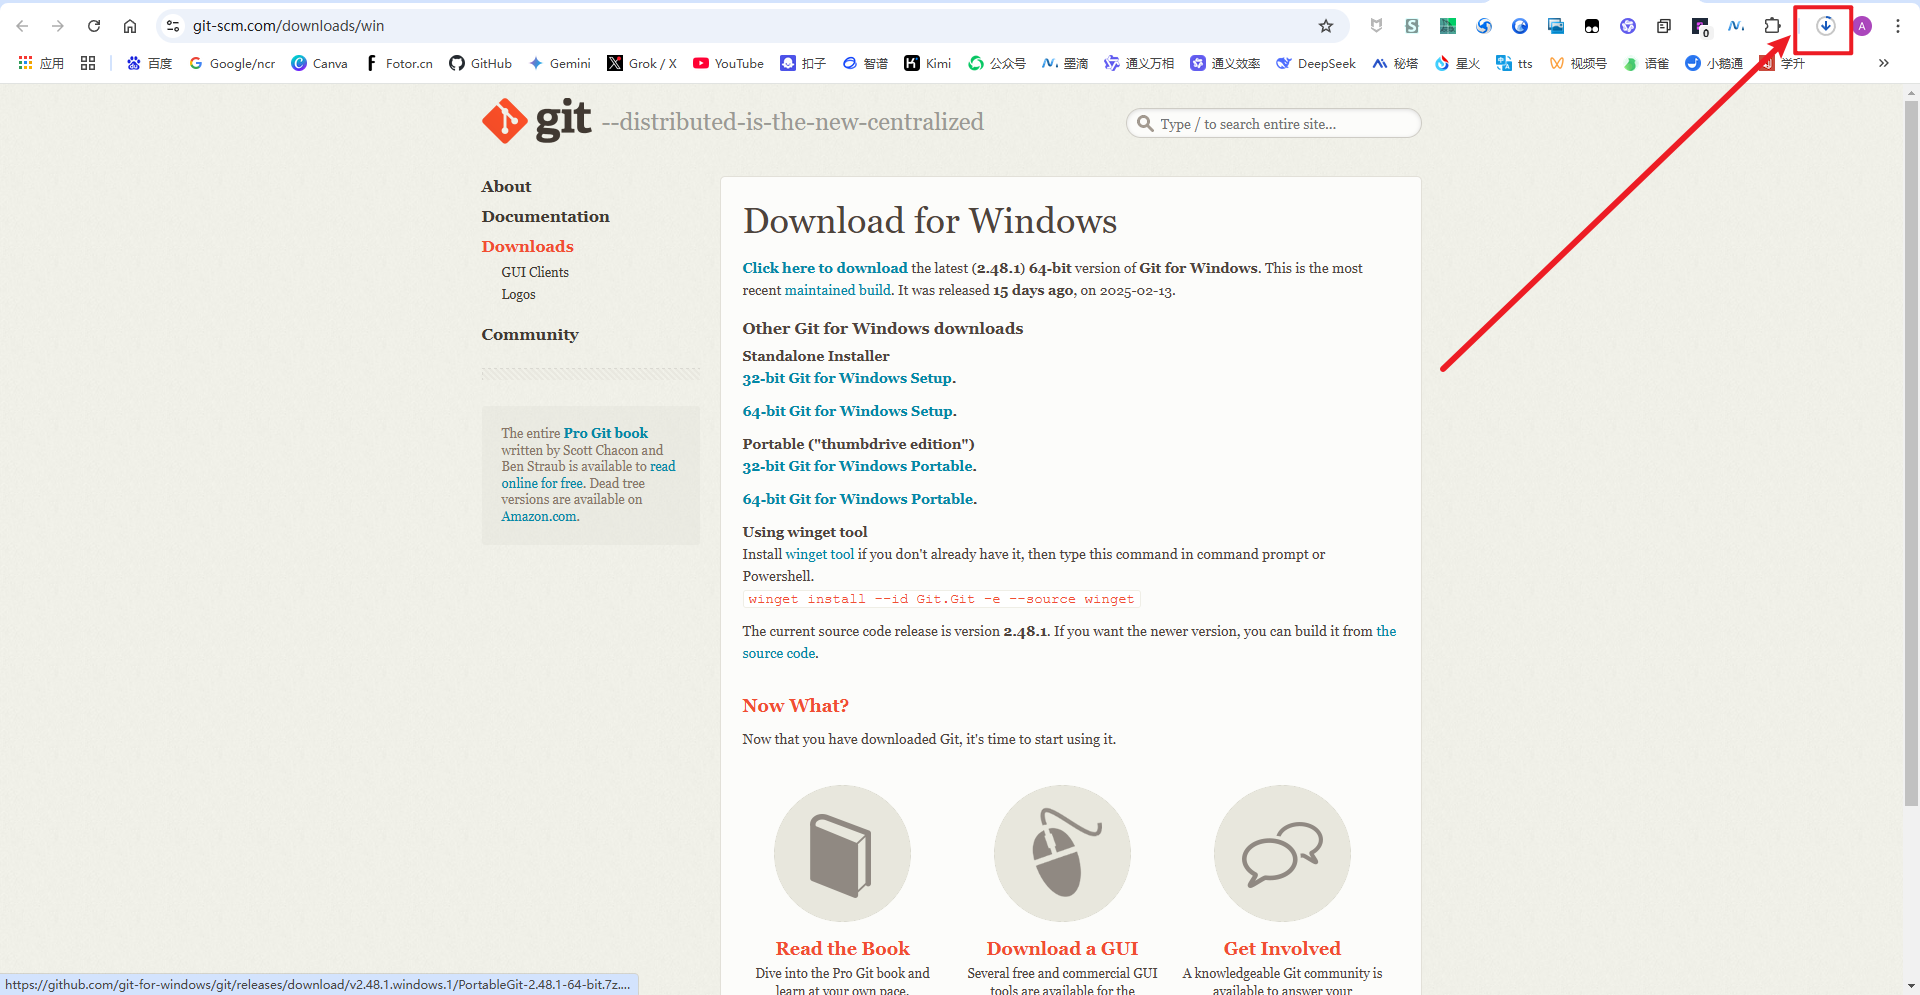 git-scm.com/downloads/win
A
0
应用
百度
Google/ncr
Canva
Fotor.cn
GitHub
Gemini
Grok / X
YouTube
扣子
智谱
Kimi
公众号
墨滴
通义万相
通义效率
DeepSeek
秘塔
星火
tts
视频号
语雀
小鹅通
学升
git --distributed-is-the-new-centralized
Type / to search entire site...
About
Documentation
Downloads
GUI Clients
Logos
Community
The entire Pro Git book
written by Scott Chacon and
Ben Straub is available to read
online for free. Dead tree
versions are available on
Amazon.com.
Download for Windows
Click here to download the latest (2.48.1) 64-bit version of Git for Windows. This is the most
recent maintained build. It was released 15 days ago, on 2025-02-13.
Other Git for Windows downloads
Standalone Installer
32-bit Git for Windows Setup.
64-bit Git for Windows Setup.
Portable ("thumbdrive edition")
32-bit Git for Windows Portable.
64-bit Git for Windows Portable.
Using winget tool
Install winget tool if you don't already have it, then type this command in command prompt or
Powershell.
winget install --id Git.Git -e --source winget
The current source code release is version 2.48.1. If you want the newer version, you can build it from the
source code.
Now What?
Now that you have downloaded Git, it's time to start using it.
Read the Book
Dive into the Pro Git book and
learn at your own pace.
Download a GUI
Several free and commercial GUI
tools are available for the
Get Involved
A knowledgeable Git community is
available to answer your
https://github.com/git-for-windows/git/releases/download/v2.48.1.windows.1/PortableGit-2.48.1-64-bit.7z....